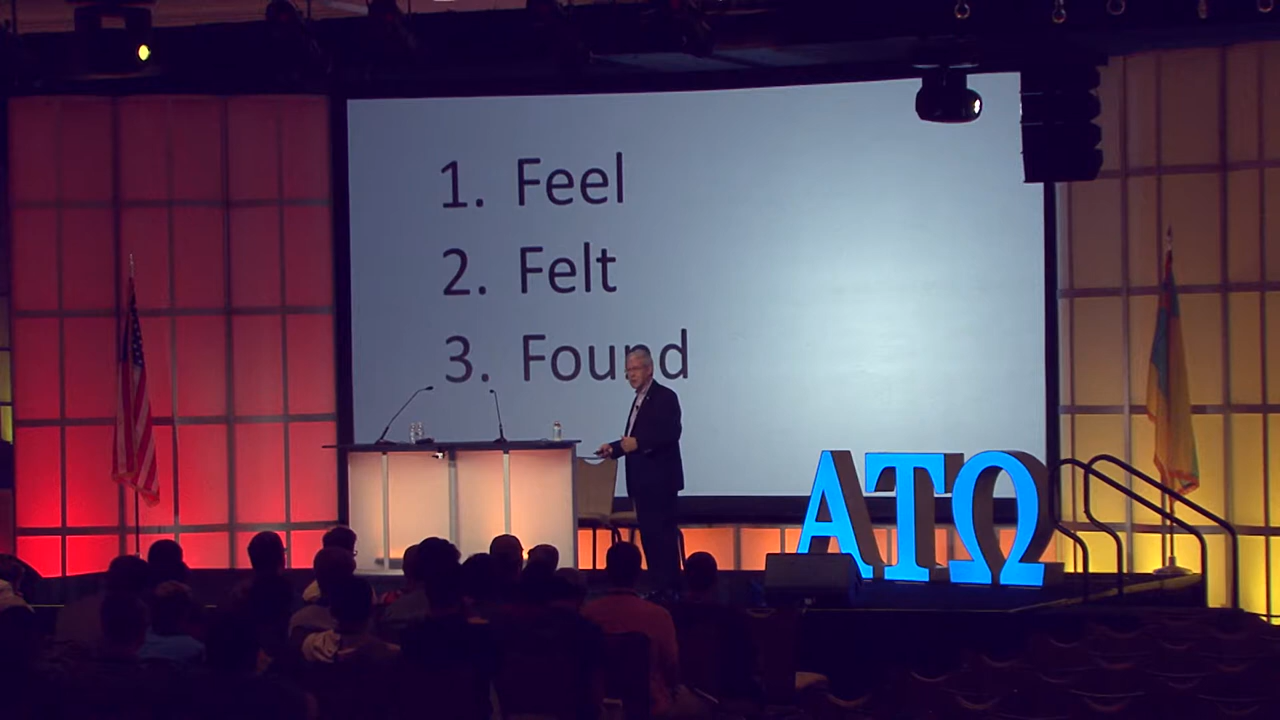 1. Feel
2. Felt
3. Found
ΑΤΩ